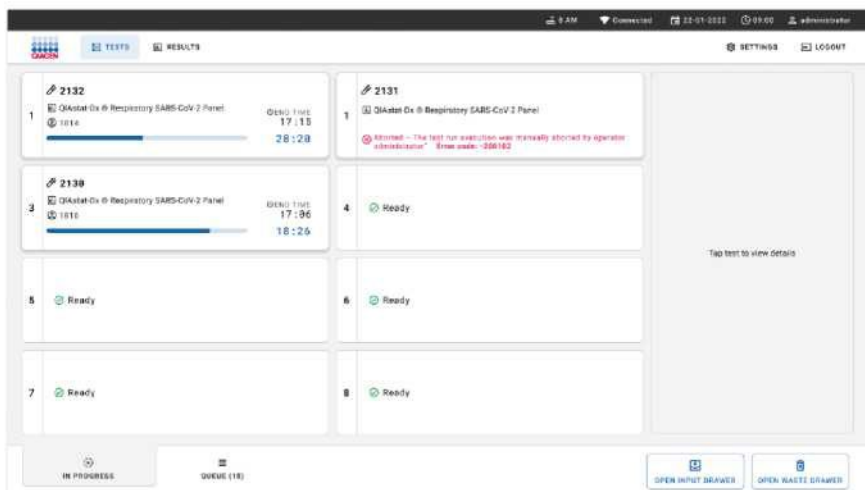 8 AM Connected 22-01-2022 09:00 administrator
QIAGEN TESTS RESULTS SETTINGS LOGOUT
1
2132
QIAstat-Dx ® Respiratory SARS-CoV-2 Panel
1014
END TIME
17:15
28:28
1
2131
QIAstat-Dx ® Respiratory SARS-CoV-2 Panel
Aborted – The test run execution was manually aborted by operator
administrator" Error code:
3
2130
QIAstat-Dx ® Respiratory SARS-CoV-2 Panel
1010
END TIME
17:06
18:26
4 Ready
Tap test to view details
5 Ready
6 Ready
7 Ready
8 Ready
IN PROGRESS
QUEUE (10)
OPEN INPUT DRAWER
OPEN WASTE DRAWER